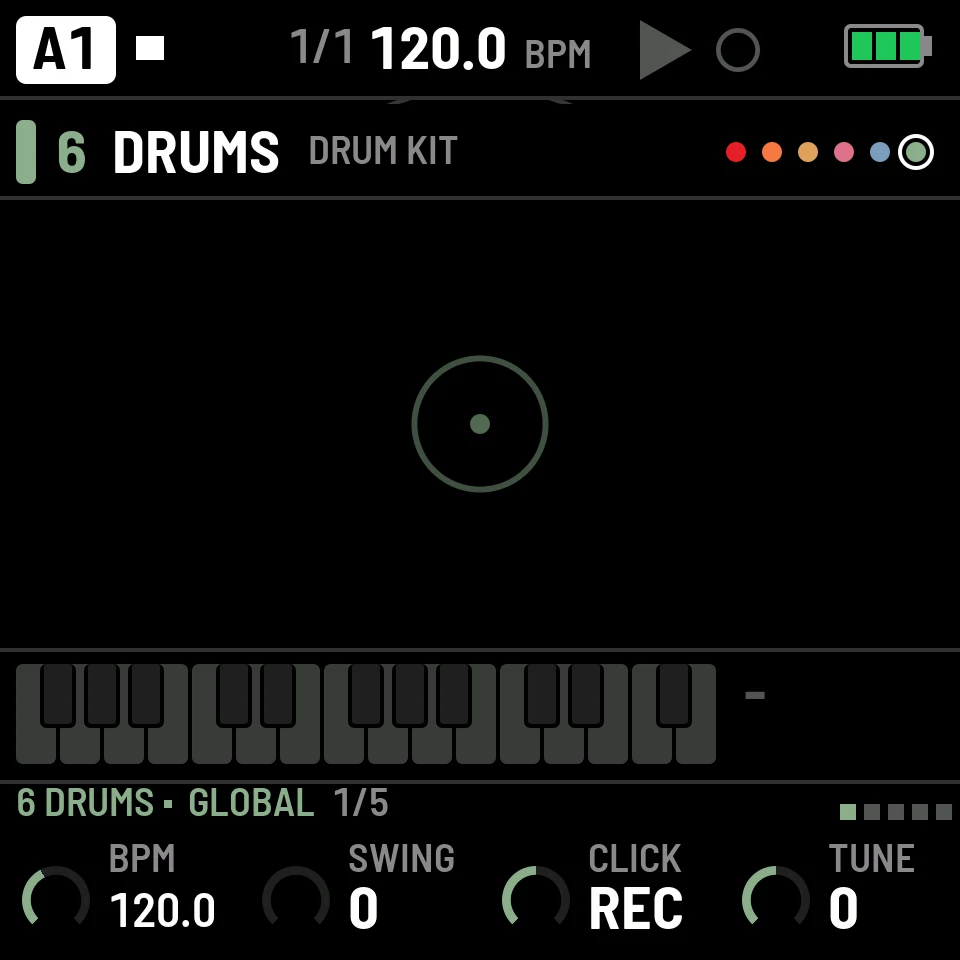 A1 1/1 120.0 BPM
6 DRUMS DRUM KIT
-
6 DRUMS · GLOBAL 1/5
BPM SWING CLICK TUNE
120.0 0 REC 0